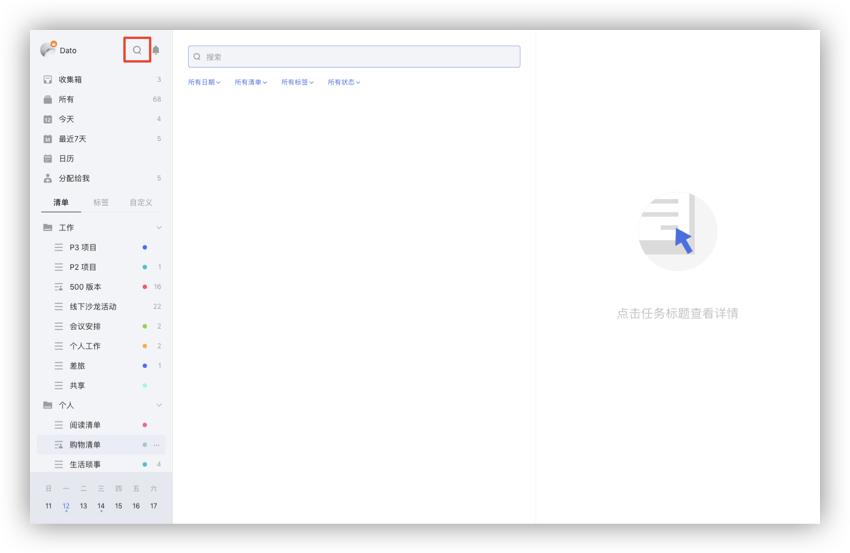 Dato
收集箱 3
所有 68
今天 4
最近7天 5
日历
分配给我 5
清单 标签 自定义
工作
P3 项目
P2 项目 1
500 版本 16
线下沙龙活动 22
会议安排 2
个人工作 2
差旅 1
共享
个人
阅读清单
购物清单 ···
生活琐事 4
日 一 二 三 四 五 六
11 12 13 14 15 16 17
搜索
所有日期 所有清单 所有标签 所有状态
点击任务标题查看详情